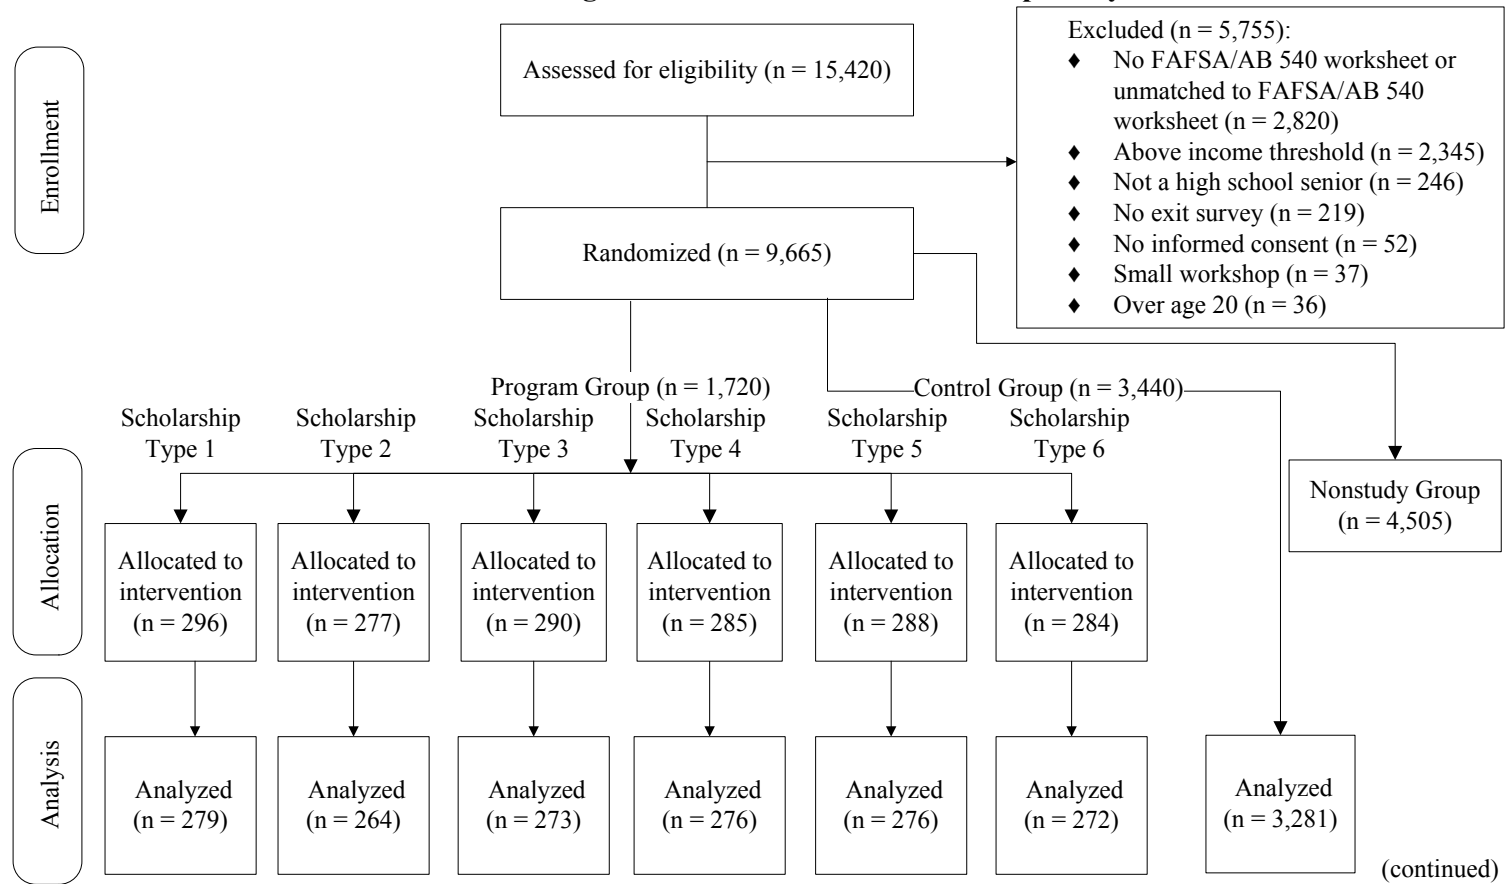 Assessed for eligibility (n = 15,420)
Excluded (n = 5,755):
♦ No FAFSA/AB 540 worksheet or
unmatched to FAFSA/AB 540
worksheet (n = 2,820)
♦ Above income threshold (n = 2,345)
♦ Not a high school senior (n = 246)
♦ No exit survey (n = 219)
♦ No informed consent (n = 52)
♦ Small workshop (n = 37)
♦ Over age 20 (n = 36)
Enrollment
Randomized (n = 9,665)
Program Group (n = 1,720)
Control Group (n = 3,440)
Scholarship
Type 1
Scholarship
Type 2
Scholarship
Type 3
Scholarship
Type 4
Scholarship
Type 5
Scholarship
Type 6
Nonstudy Group
(n = 4,505)
Allocation
Allocated to
intervention
(n = 296)
Allocated to
intervention
(n = 277)
Allocated to
intervention
(n = 290)
Allocated to
intervention
(n = 285)
Allocated to
intervention
(n = 288)
Allocated to
intervention
(n = 284)
Analysis
Analyzed
(n = 279)
Analyzed
(n = 264)
Analyzed
(n = 273)
Analyzed
(n = 276)
Analyzed
(n = 276)
Analyzed
(n = 272)
Analyzed
(n = 3,281)
(continued)